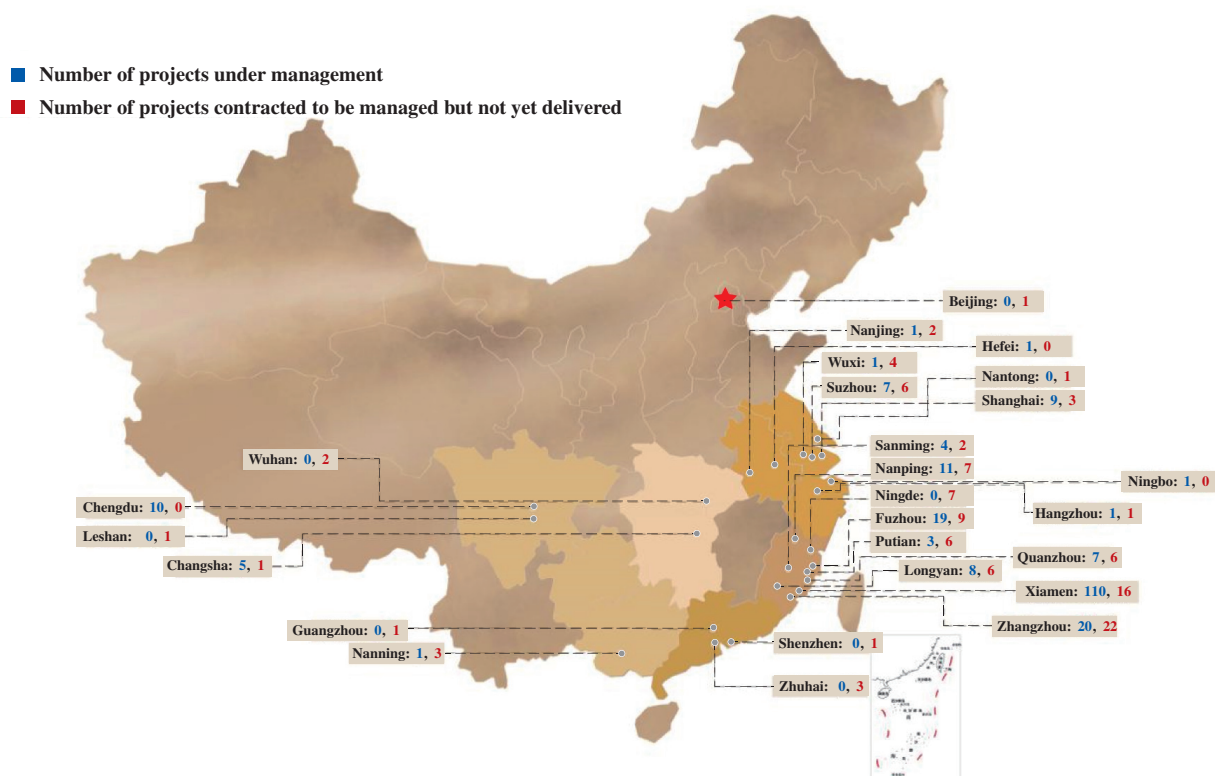 Number of projects under management
Number of projects contracted to be managed but not yet delivered
Beijing: 0, 1
Nanjing: 1, 2
Hefei: 1, 0
Wuxi: 1, 4
Nantong: 0, 1
Suzhou: 7, 6
Shanghai: 9, 3
Sanming: 4, 2
Wuhan: 0, 2
Nanping: 11, 7
Ningbo: 1, 0
Ningde: 0, 7
Chengdu: 10, 0
Hangzhou: 1, 1
Fuzhou: 19, 9
Leshan: 0, 1
Putian: 3, 6
Quanzhou: 7, 6
Changsha: 5, 1
Longyan: 8, 6
Xiamen: 110, 16
Zhangzhou: 20, 22
Guangzhou: 0, 1
Shenzhen: 0, 1
Nanning: 1, 3
Zhuhai: 0, 3